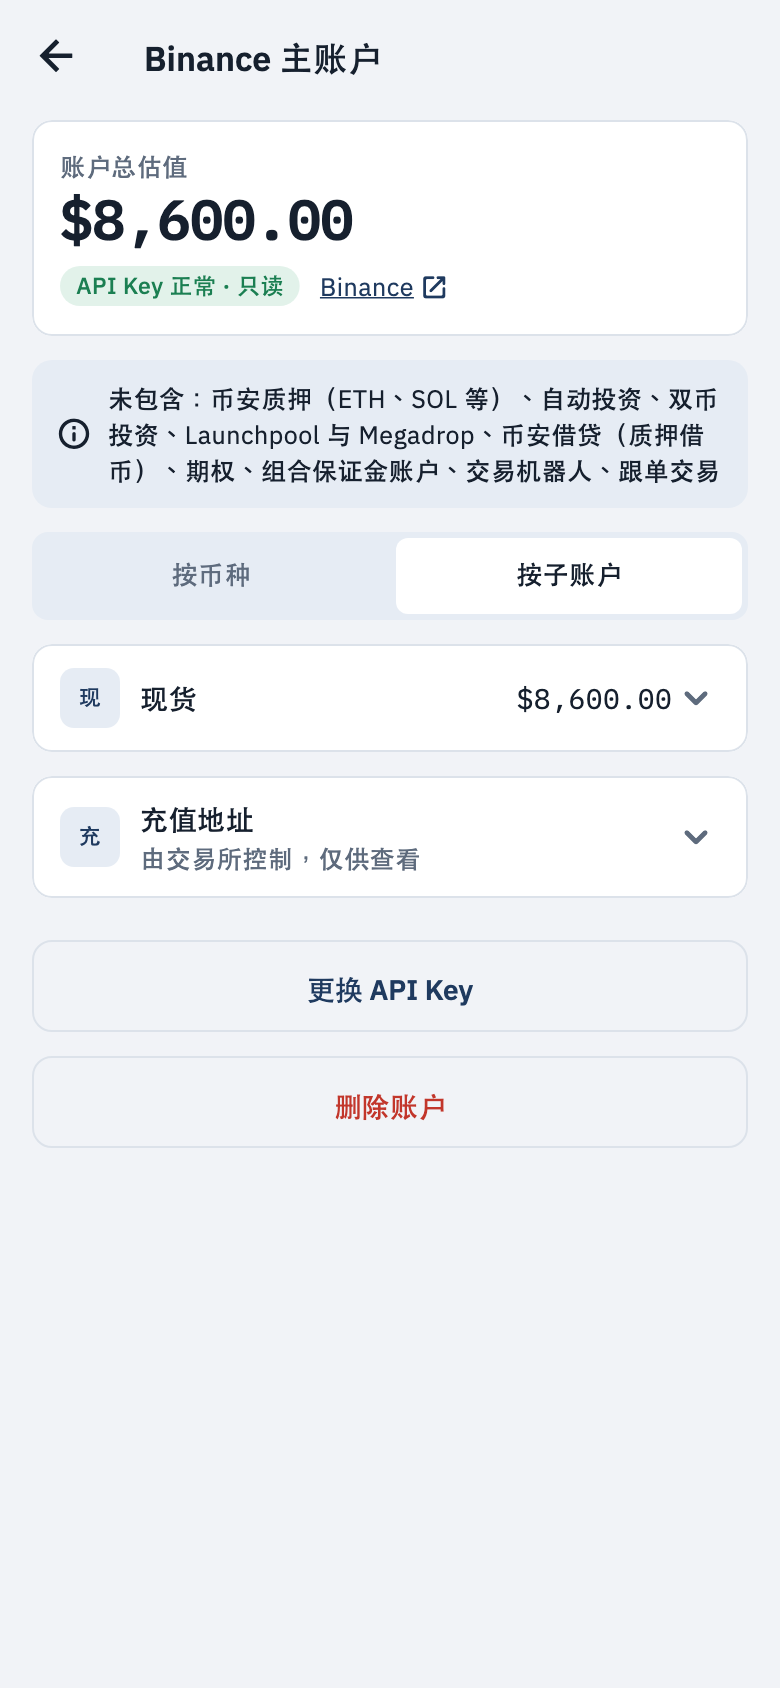 Binance 主账户
账户总估值
$8,600.00
API Key 正常 · 只读
Binance
未包含：币安质押（ETH、SOL 等）、自动投资、双币
投资、Launchpool 与 Megadrop、币安借贷（质押借
币）、期权、组合保证金账户、交易机器人、跟单交易
按币种
按子账户
现
现货
$8,600.00
充
充值地址
由交易所控制，仅供查看
更换 API Key
删除账户